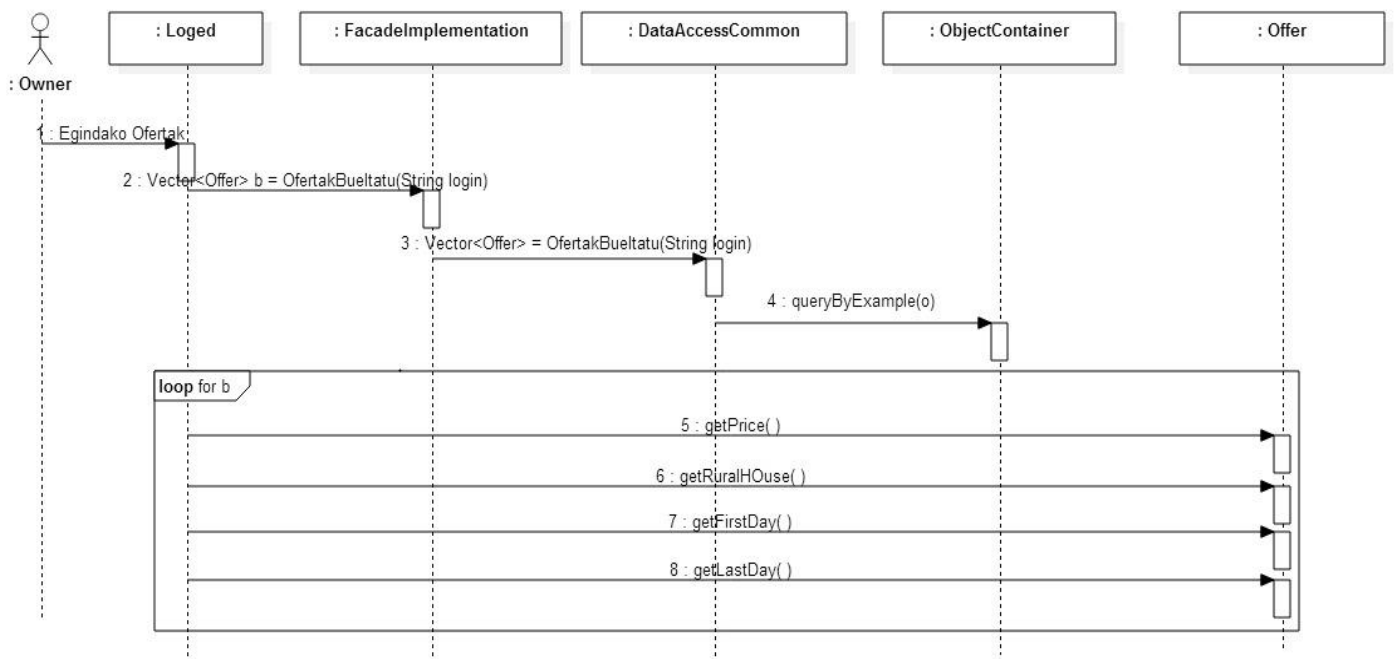 : Loged
: FacadeImplementation
: DataAccessCommon
: ObjectContainer
: Offer
: Owner
1 : Egindako Ofertak
2 : Vector<Offer> b = OfertakBueltatu(String login)
3 : Vector<Offer> = OfertakBueltatu(String login)
4 : queryByExample(o)
loop for b
5 : getPrice( )
6 : getRuralHOuse( )
7 : getFirstDay( )
8 : getLastDay( )